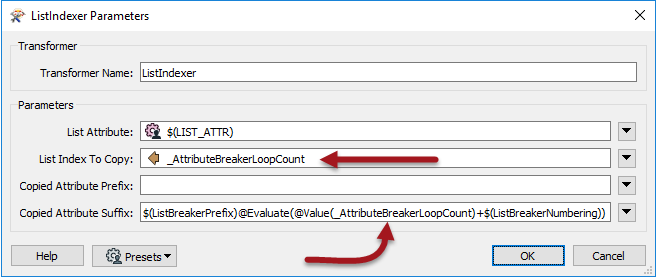 ListIndexer Parameters
Transformer
Transformer Name: ListIndexer
Parameters
List Attribute: $(LIST_ATTR)
List Index To Copy: _AttributeBreakerLoopCount
Copied Attribute Prefix:
Copied Attribute Suffix: $(ListBreakerPrefix)@Evaluate(@Value(_AttributeBreakerLoopCount)+$(ListBreakerNumbering))
Help Presets OK Cancel